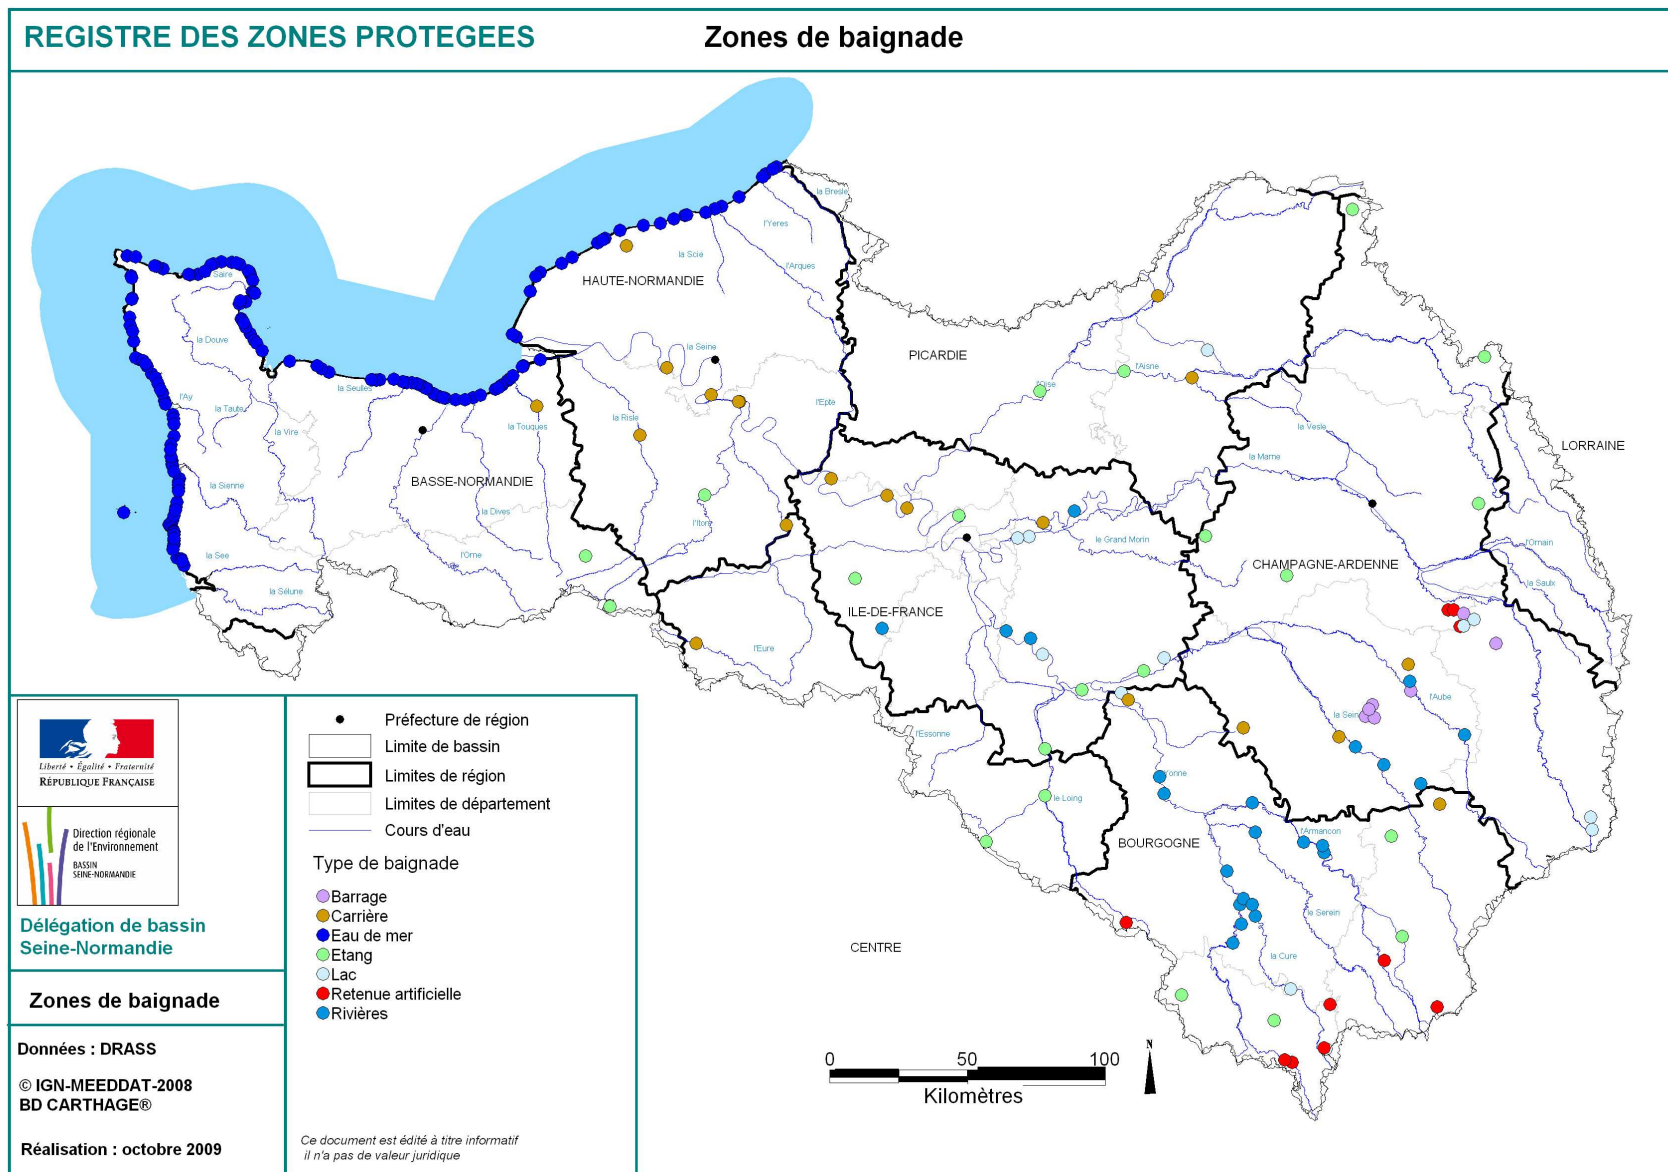 REGISTRE DES ZONES PROTEGEES
Zones de baignade
la Bresle
l'Yeres
la Scie
l'Arques
HAUTE-NORMANDIE
Saire
la Douve
la Seine
PICARDIE
l'Aisne
l'Oise
la Seulles
l'Ay
la Taute
la Vire
la Touques
la Risle
l'Epte
la Vesle
LORRAINE
la Marne
BASSE-NORMANDIE
la Sienne
la Dives
l'Iton
le Grand Morin
l'Ornain
la See
l'Orne
CHAMPAGNE-ARDENNE
la Saulx
la Sélune
ILE-DE-FRANCE
l'Eure
l'Aube
la Seine
l'Essonne
l'Yonne
le Loing
l'Armancon
BOURGOGNE
le Serein
CENTRE
la Cure
Liberté • Égalité • Fraternité
RÉPUBLIQUE FRANÇAISE
Direction régionale
de l'Environnement
BASSIN
SEINE-NORMANDIE
Délégation de bassin
Seine-Normandie
Zones de baignade
Données : DRASS
© IGN-MEEDDAT-2008
BD CARTHAGE®
Réalisation : octobre 2009
Préfecture de région
Limite de bassin
Limites de région
Limites de département
Cours d'eau
Type de baignade
Barrage
Carrière
Eau de mer
Etang
Lac
Retenue artificielle
Rivières
Ce document est édité à titre informatif
il n'a pas de valeur juridique
0 50 100
Kilomètres
N